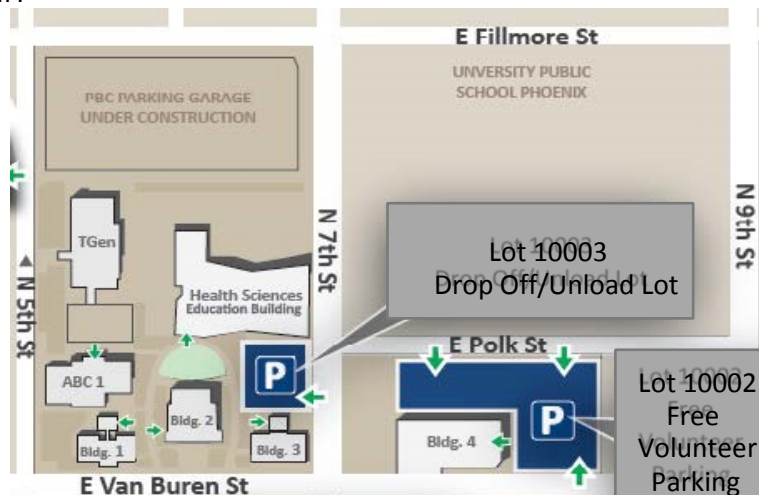 E Fillmore St
PBC PARKING GARAGE
UNDER CONSTRUCTION
UNVERSITY PUBLIC
SCHOOL PHOENIX
N 5th St
N 7th St
N 9th St
TGen
Health Sciences
Education Building
Lot 10003
Drop Off/Unload Lot
E Polk St
ABC 1
P
Bldg. 2
Bldg. 1
Bldg. 3
Bldg. 4
P
Lot 10002
Free
Volunteer
Parking
E Van Buren St